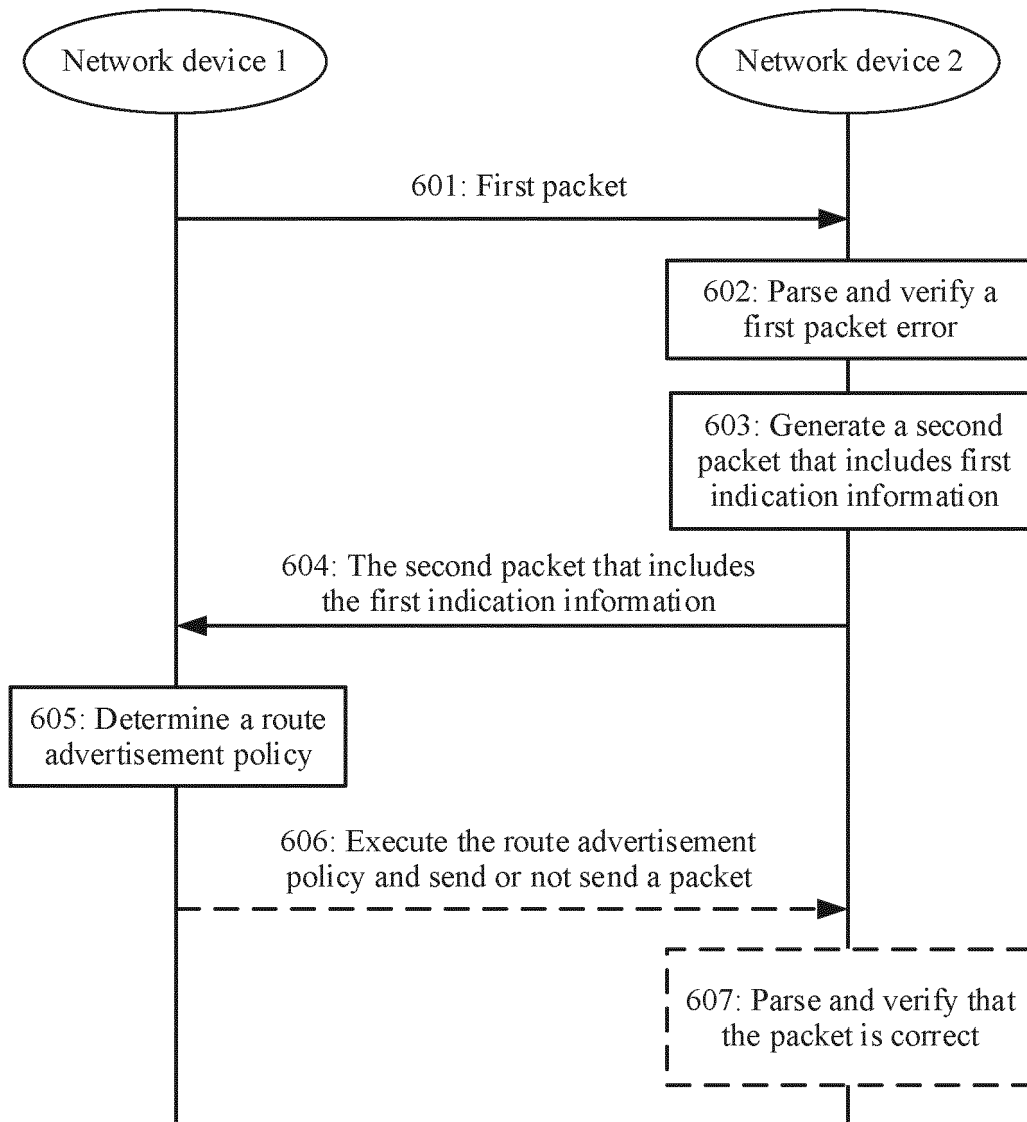 Network device 1
Network device 2
601: First packet
602: Parse and verify a
first packet error
603: Generate a second
packet that includes first
indication information
604: The second packet that includes
the first indication information
605: Determine a route
advertisement policy
606: Execute the route advertisement
policy and send or not send a packet
607: Parse and verify that
the packet is correct